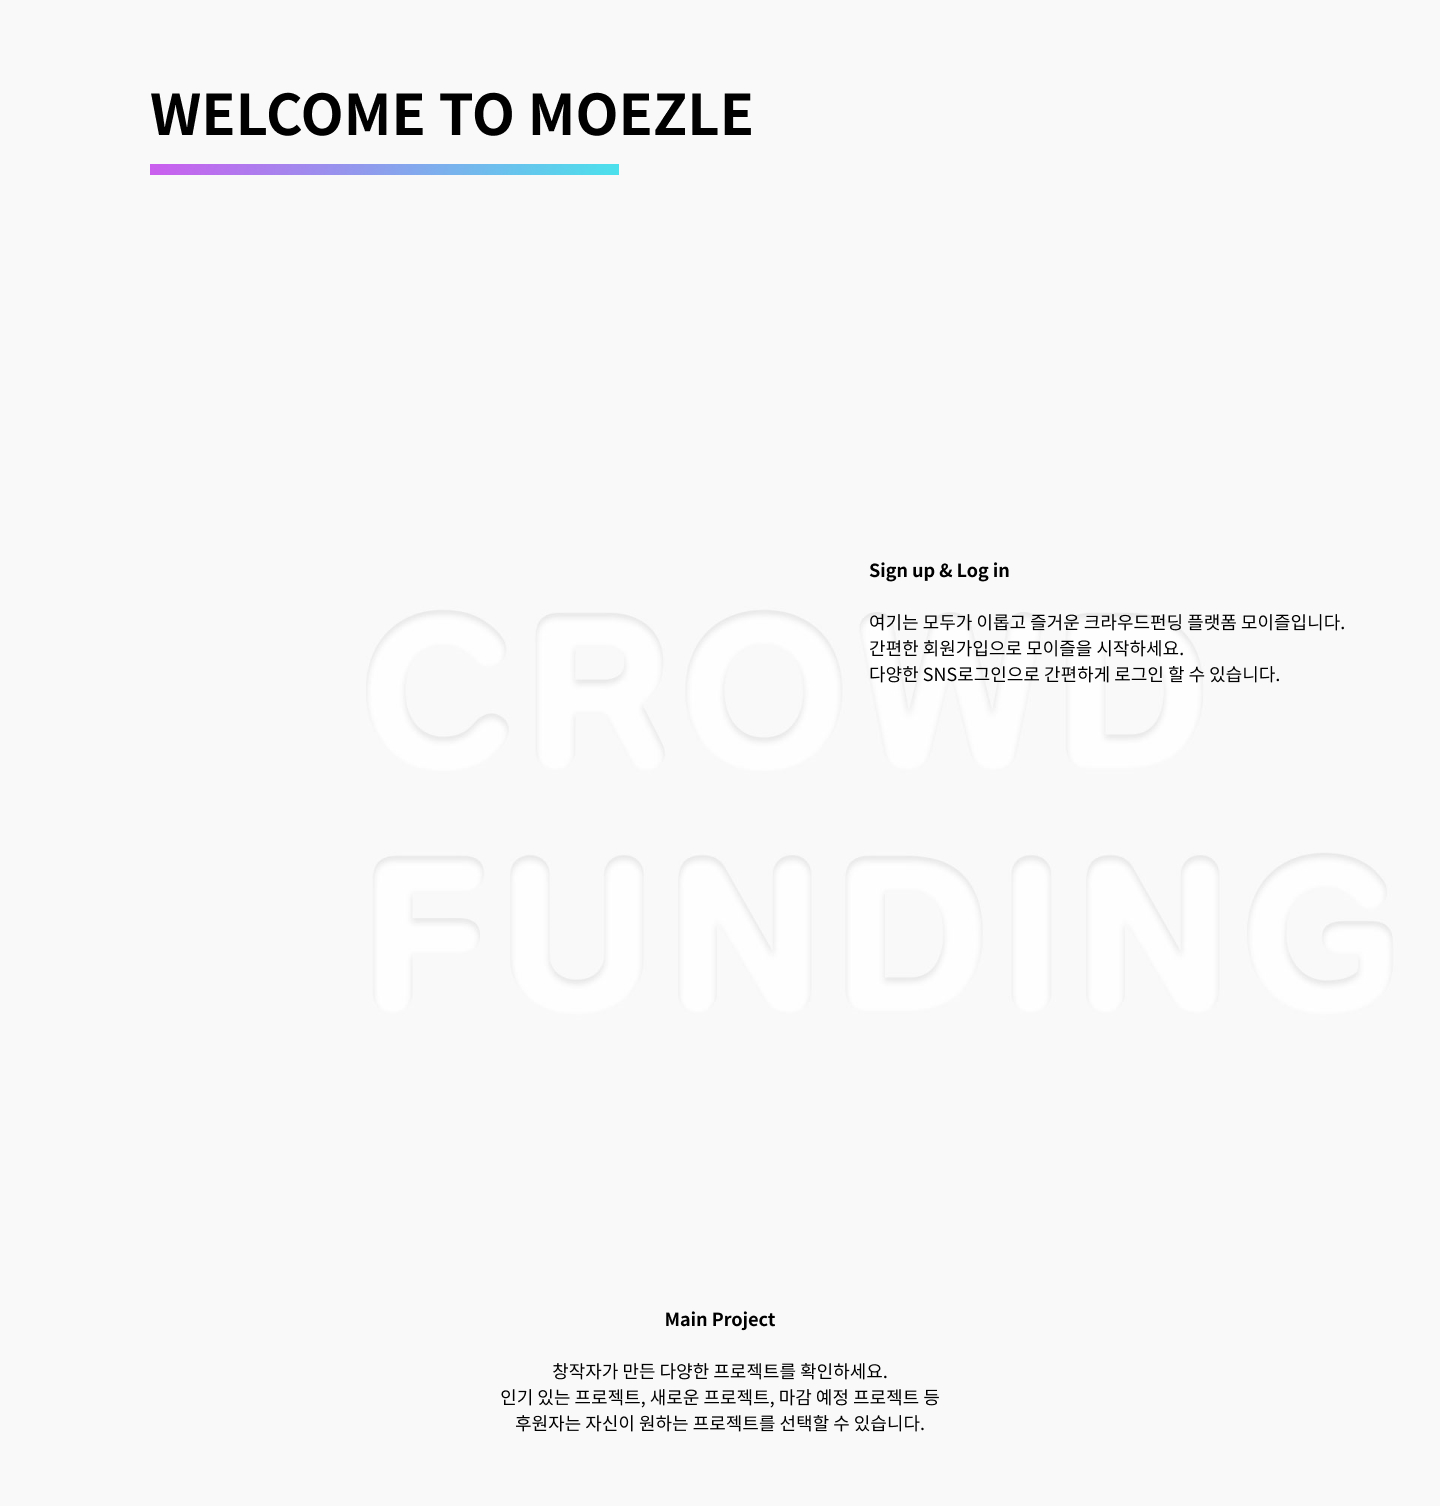 WELCOME TO MOEZLE
Sign up & Log in
여기는 모두가 이롭고 즐거운 크라우드펀딩 플랫폼 모이즐입니다.
간편한 회원가입으로 모이즐을 시작하세요.
다양한 SNS로그인으로 간편하게 로그인 할 수 있습니다.
CROWD
FUNDING
Main Project
창작자가 만든 다양한 프로젝트를 확인하세요.
인기 있는 프로젝트, 새로운 프로젝트, 마감 예정 프로젝트 등
후원자는 자신이 원하는 프로젝트를 선택할 수 있습니다.